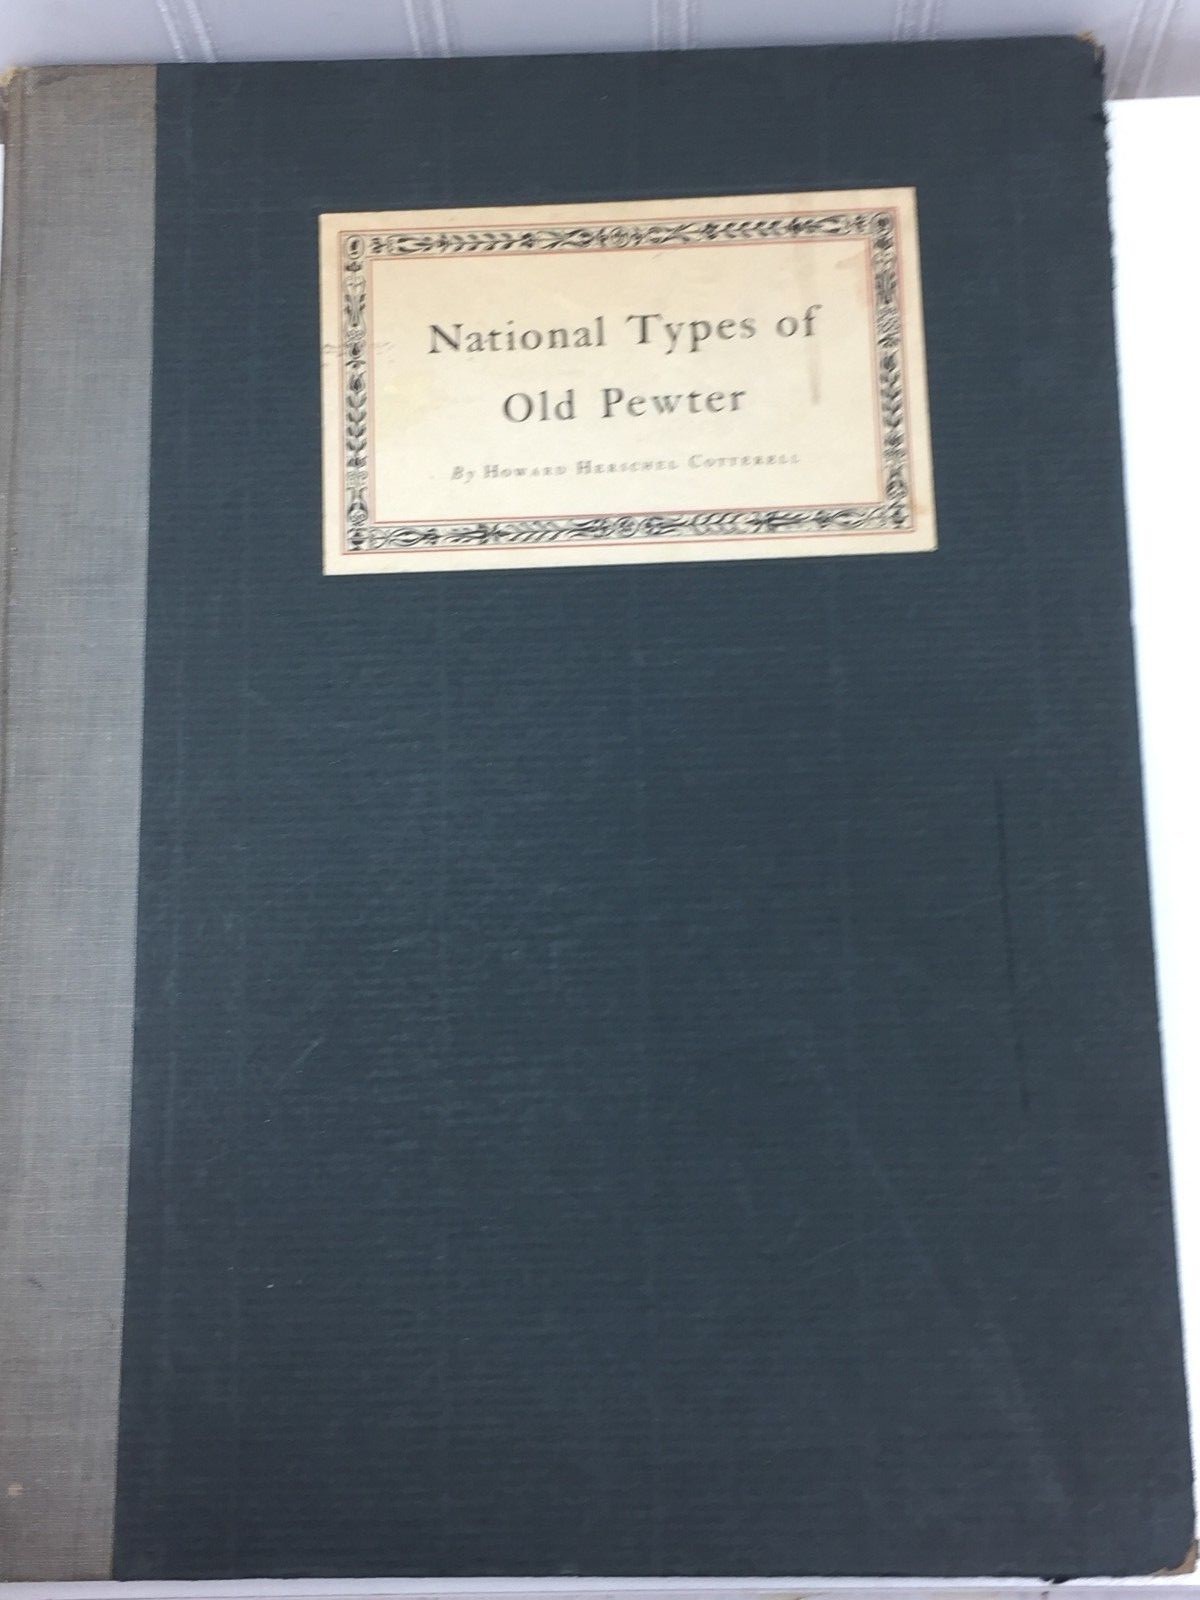 National Types of
Old Pewter
By Howard Herschel Cotterell